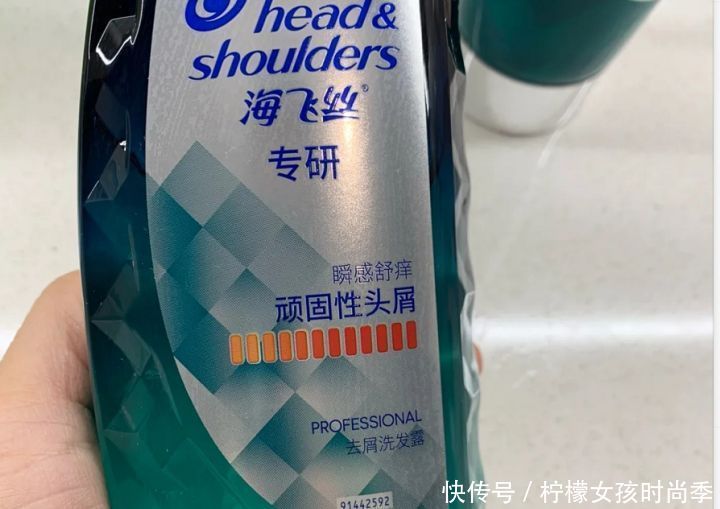 head &
shoulders
海飞丝®
专研
瞬感舒痒
顽固性头屑
PROFESSIONAL
去屑洗发露
91442592
快传号 / 柠檬女孩时尚季